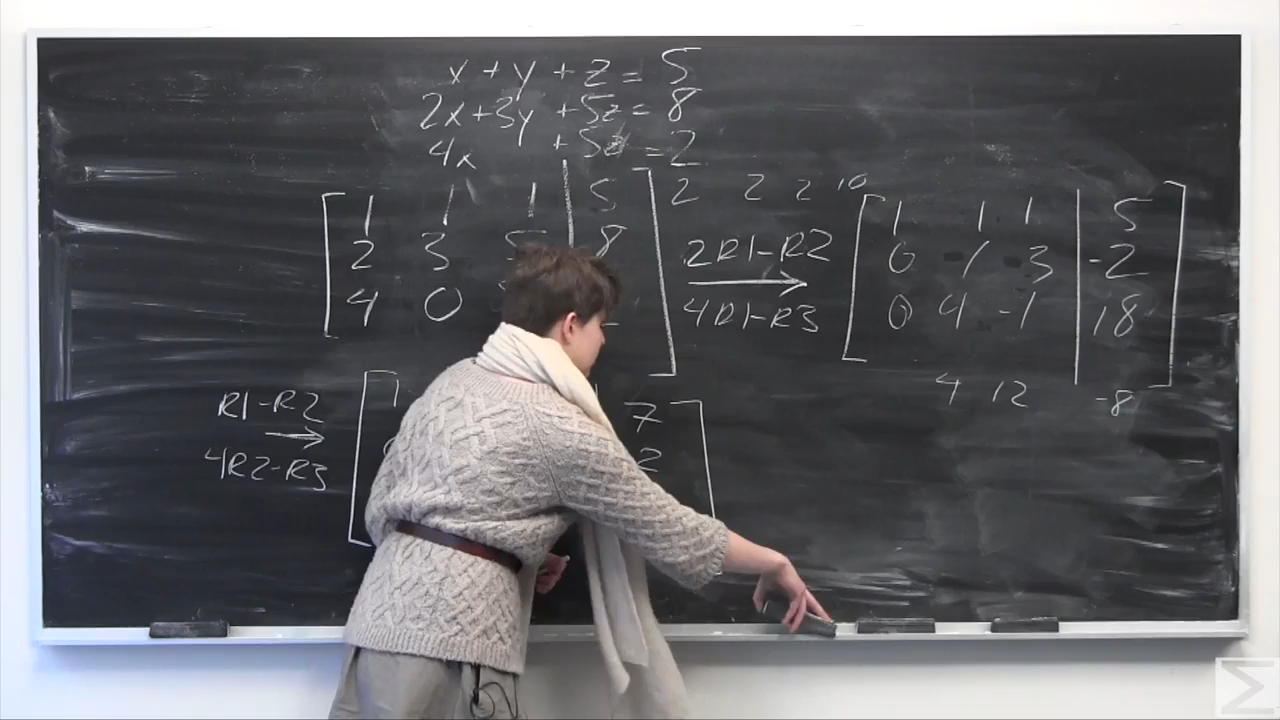 x + y + z = 5
2x + 3y + 5z = 8
4x + 5z = 2
1 1 1 | 5
2 3 5 | 8
4 0
2 2 2 10
2R1-R2
4R1-R3
1 1 1 | 5
0 1 3 | -2
0 4 -1 | 18
4 12 -8
R1-R2
4R2-R3
1 7
Σ